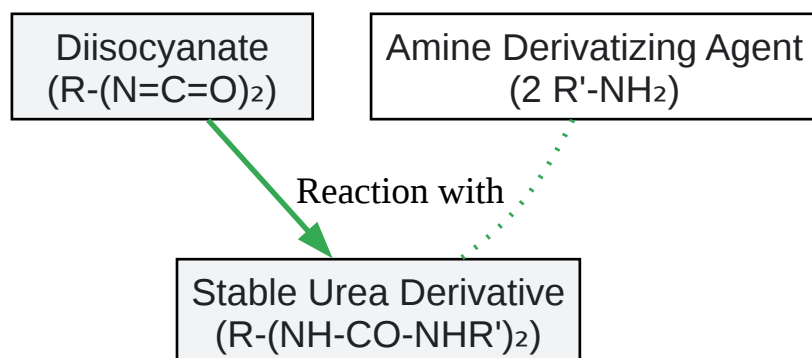 Diisocyanate
(R-(N=C=O)₂)
Amine Derivatizing Agent
(2 R'-NH₂)
Reaction with
Stable Urea Derivative
(R-(NH-CO-NHR')₂)